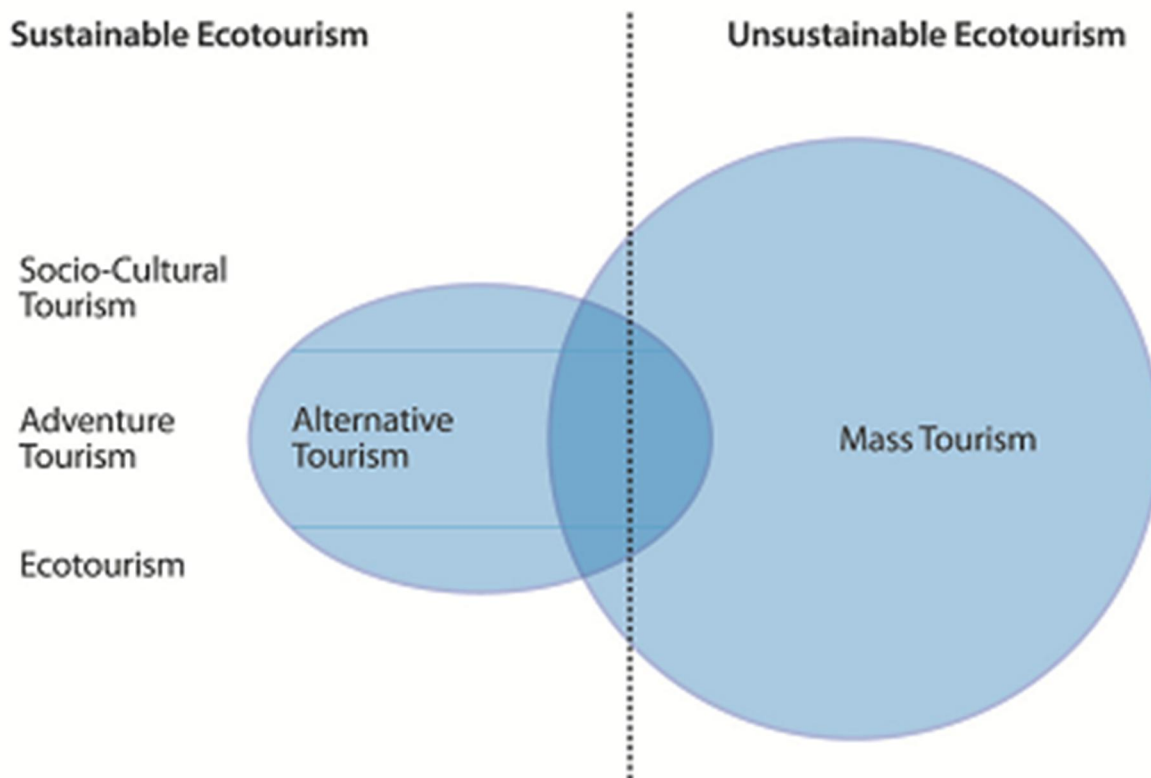 Sustainable Ecotourism
Unsustainable Ecotourism
Socio-Cultural
Tourism
Adventure
Tourism
Alternative
Tourism
Mass Tourism
Ecotourism